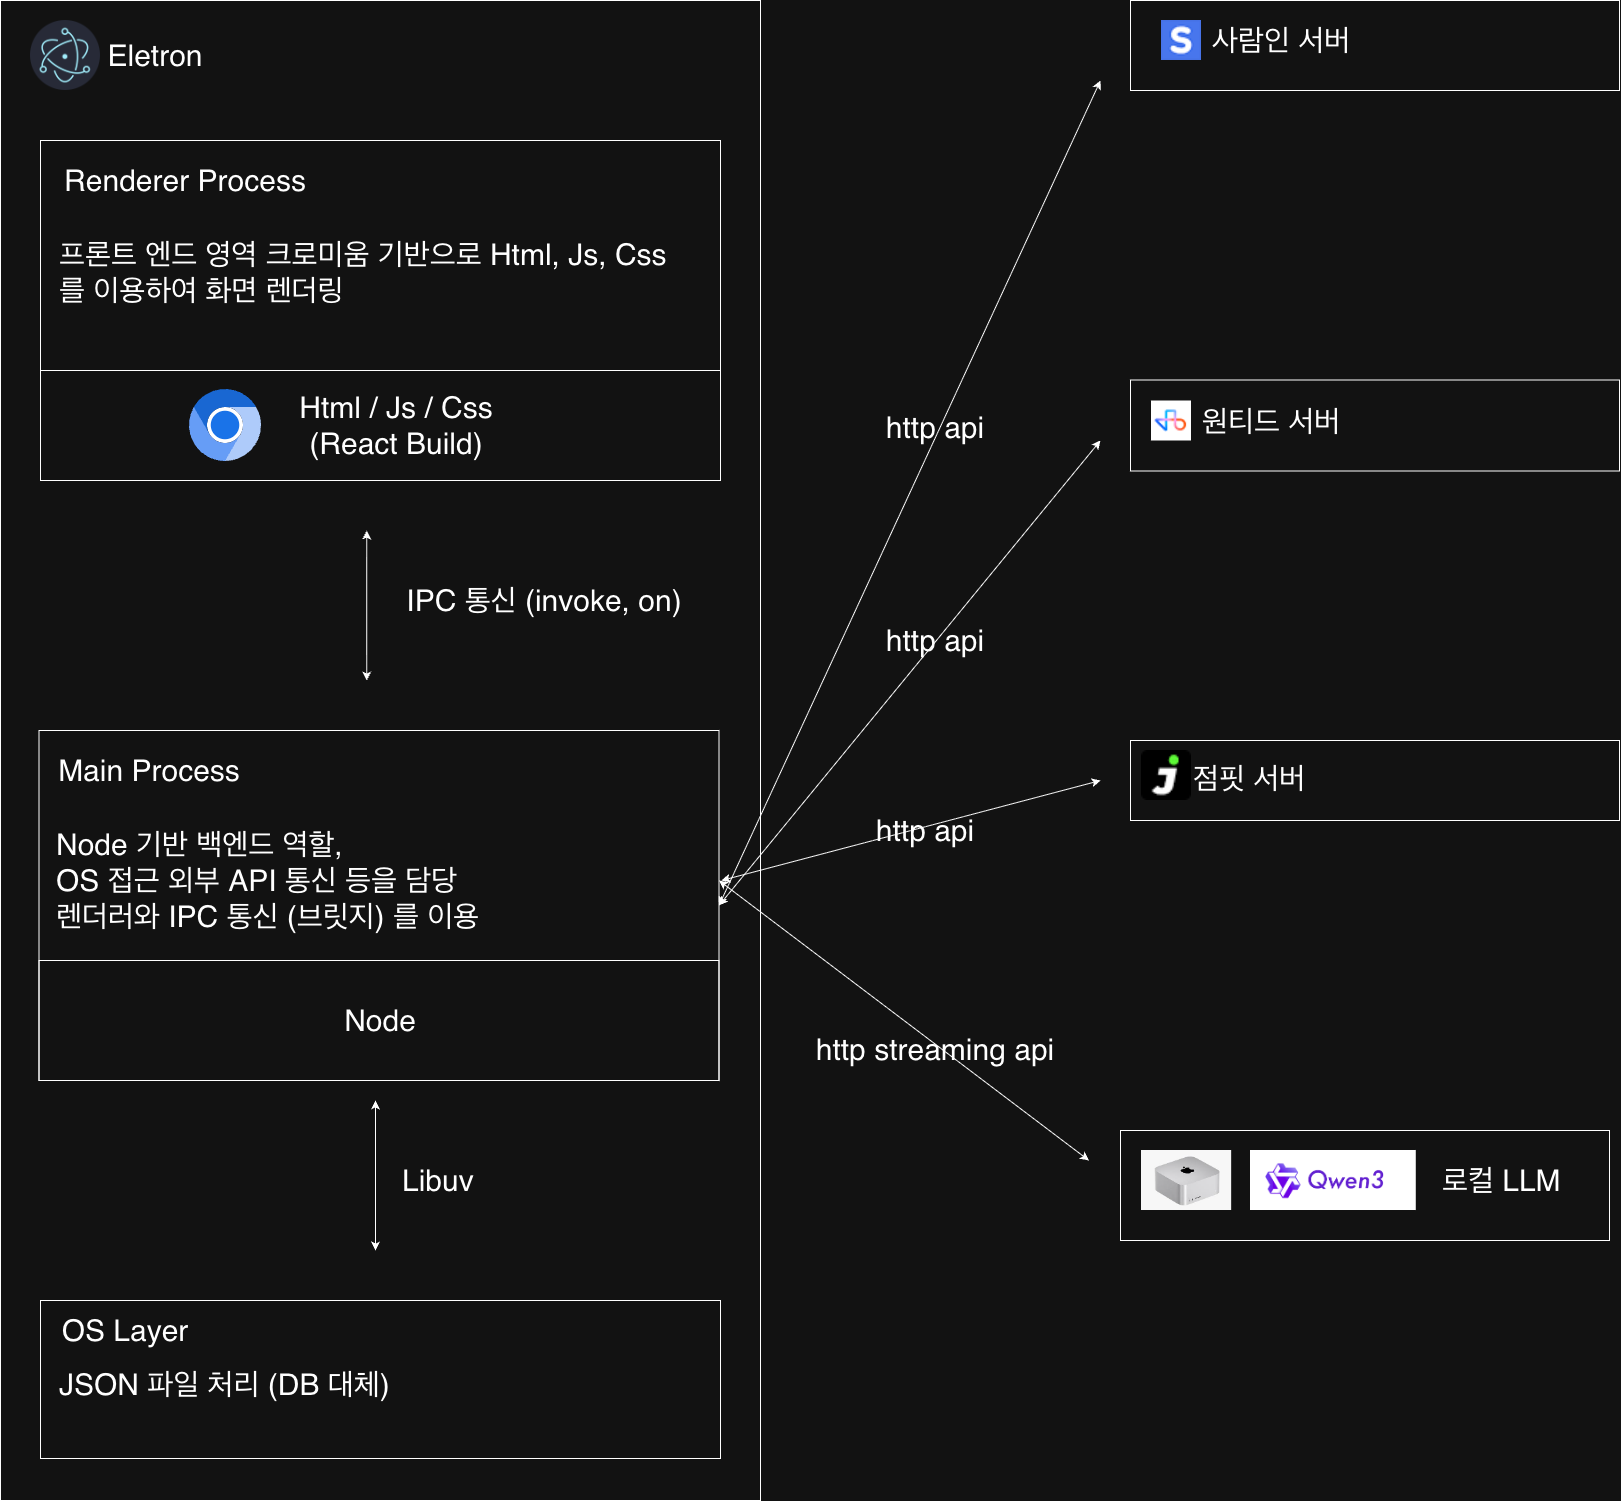 Eletron
Renderer Process
프론트 엔드 영역 크로미움 기반으로 Html, Js, Css
를 이용하여 화면 렌더링
Html / Js / Css
(React Build)
IPC 통신 (invoke, on)
Main Process
Node 기반 백엔드 역할,
OS 접근 외부 API 통신 등을 담당
렌더러와 IPC 통신 (브릿지) 를 이용
Node
Libuv
OS Layer
JSON 파일 처리 (DB 대체)
http api
http api
http api
http streaming api
S 사람인 서버
원티드 서버
J 점핏 서버
Qwen3 로컬 LLM